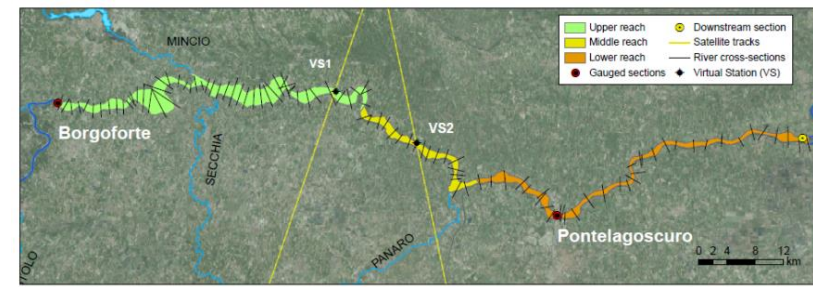 Upper reach
Middle reach
Lower reach
Gauged sections
Downstream section
Satellite tracks
River cross-sections
Virtual Station (VS)
MINCIO
VS1
Borgoforte
VS2
SECCHIA
Pontelagoscuro
PANARO
TOLO
0 2 4 8 12
km